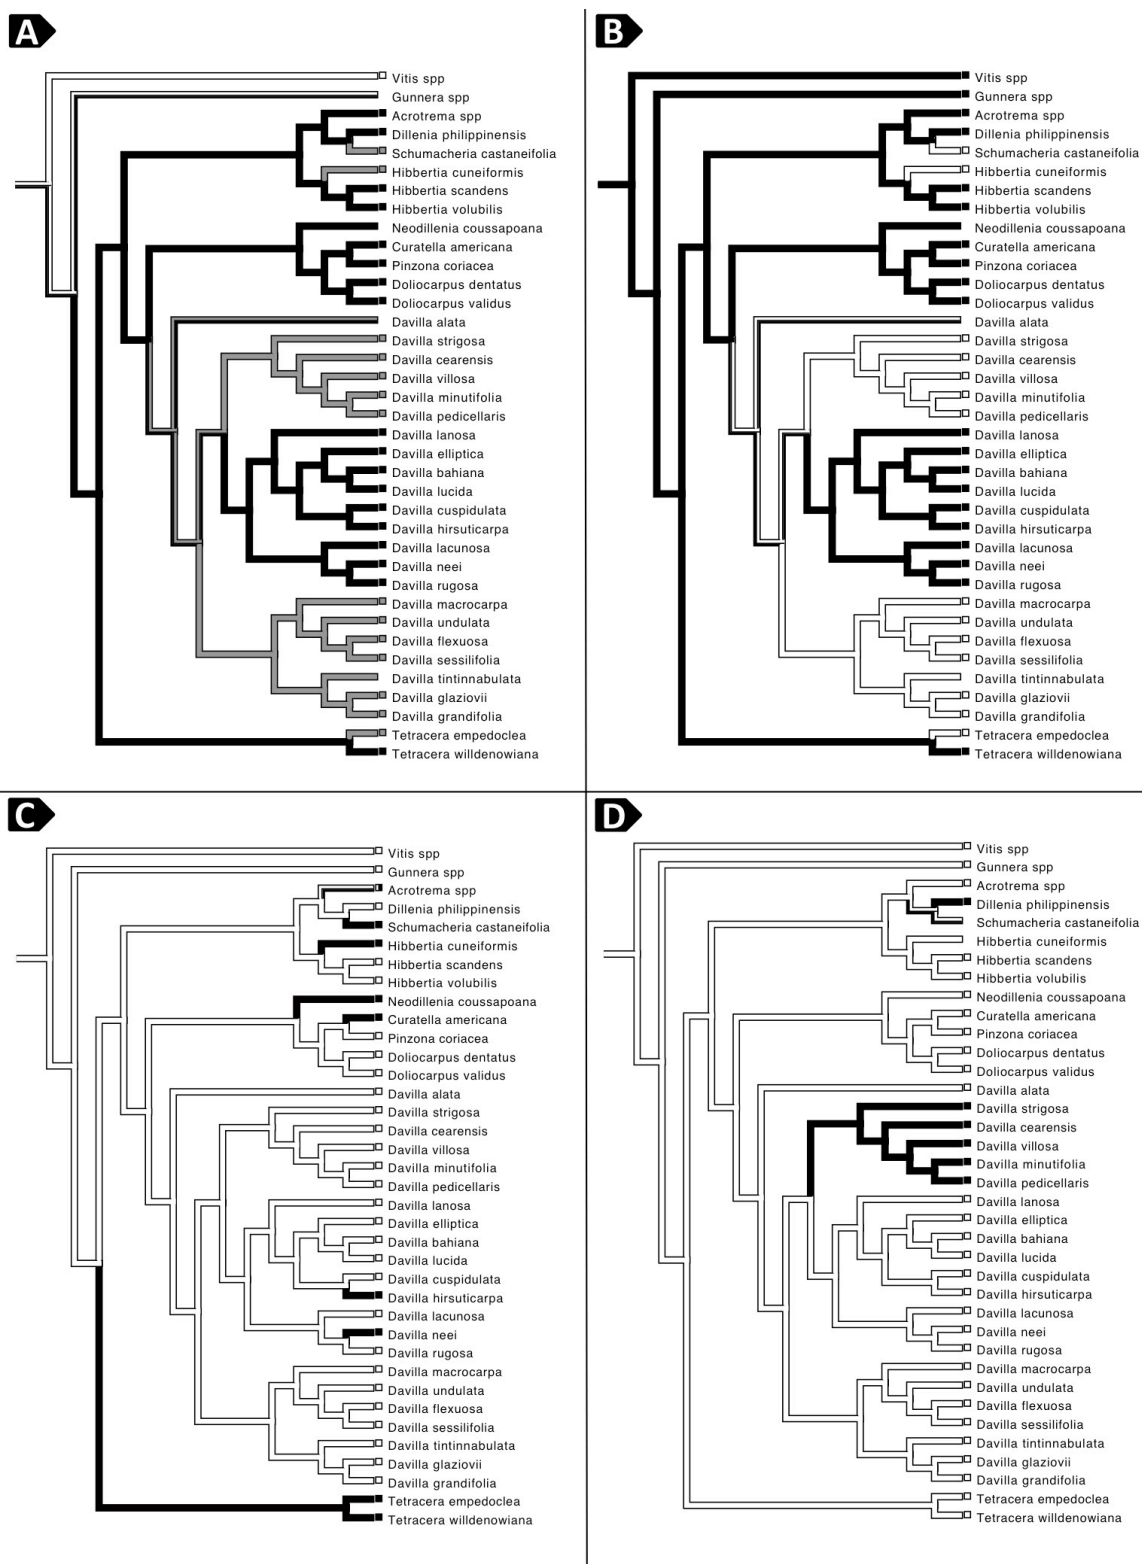 A
Vitis spp
Gunnera spp
Acrotrema spp
Dillenia philippinensis
Schumacheria castaneifolia
Hibbertia cuneiformis
Hibbertia scandens
Hibbertia volubilis
Neodillenia coussapoana
Curatella americana
Pinzona coriacea
Doliocarpus dentatus
Doliocarpus validus
Davilla alata
Davilla strigosa
Davilla cearensis
Davilla villosa
Davilla minutifolia
Davilla pedicellaris
Davilla lanosa
Davilla elliptica
Davilla bahiana
Davilla lucida
Davilla cuspidulata
Davilla hirsuticarpa
Davilla lacunosa
Davilla neei
Davilla rugosa
Davilla macrocarpa
Davilla undulata
Davilla flexuosa
Davilla sessilifolia
Davilla tintinnabulata
Davilla glaziovii
Davilla grandifolia
Tetracera empedoclea
Tetracera willdenowiana
B
Vitis spp
Gunnera spp
Acrotrema spp
Dillenia philippinensis
Schumacheria castaneifolia
Hibbertia cuneiformis
Hibbertia scandens
Hibbertia volubilis
Neodillenia coussapoana
Curatella americana
Pinzona coriacea
Doliocarpus dentatus
Doliocarpus validus
Davilla alata
Davilla strigosa
Davilla cearensis
Davilla villosa
Davilla minutifolia
Davilla pedicellaris
Davilla lanosa
Davilla elliptica
Davilla bahiana
Davilla lucida
Davilla cuspidulata
Davilla hirsuticarpa
Davilla lacunosa
Davilla neei
Davilla rugosa
Davilla macrocarpa
Davilla undulata
Davilla flexuosa
Davilla sessilifolia
Davilla tintinnabulata
Davilla glaziovii
Davilla grandifolia
Tetracera empedoclea
Tetracera willdenowiana
C
Vitis spp
Gunnera spp
Acrotrema spp
Dillenia philippinensis
Schumacheria castaneifolia
Hibbertia cuneiformis
Hibbertia scandens
Hibbertia volubilis
Neodillenia coussapoana
Curatella americana
Pinzona coriacea
Doliocarpus dentatus
Doliocarpus validus
Davilla alata
Davilla strigosa
Davilla cearensis
Davilla villosa
Davilla minutifolia
Davilla pedicellaris
Davilla lanosa
Davilla elliptica
Davilla bahiana
Davilla lucida
Davilla cuspidulata
Davilla hirsuticarpa
Davilla lacunosa
Davilla neei
Davilla rugosa
Davilla macrocarpa
Davilla undulata
Davilla flexuosa
Davilla sessilifolia
Davilla tintinnabulata
Davilla glaziovii
Davilla grandifolia
Tetracera empedoclea
Tetracera willdenowiana
D
Vitis spp
Gunnera spp
Acrotrema spp
Dillenia philippinensis
Schumacheria castaneifolia
Hibbertia cuneiformis
Hibbertia scandens
Hibbertia volubilis
Neodillenia coussapoana
Curatella americana
Pinzona coriacea
Doliocarpus dentatus
Doliocarpus validus
Davilla alata
Davilla strigosa
Davilla cearensis
Davilla villosa
Davilla minutifolia
Davilla pedicellaris
Davilla lanosa
Davilla elliptica
Davilla bahiana
Davilla lucida
Davilla cuspidulata
Davilla hirsuticarpa
Davilla lacunosa
Davilla neei
Davilla rugosa
Davilla macrocarpa
Davilla undulata
Davilla flexuosa
Davilla sessilifolia
Davilla tintinnabulata
Davilla glaziovii
Davilla grandifolia
Tetracera empedoclea
Tetracera willdenowiana